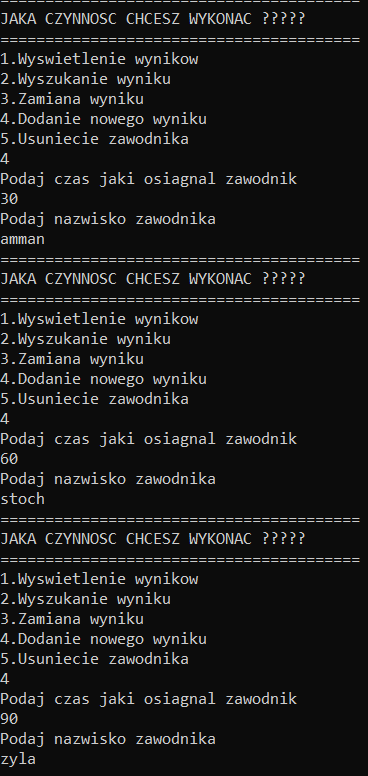 ========================================
JAKA CZYNNOSC CHCESZ WYKONAC ?????
========================================
1.Wyswietlenie wynikow
2.Wyszukanie wyniku
3.Zamiana wyniku
4.Dodanie nowego wyniku
5.Usuniecie zawodnika
4
Podaj czas jaki osiagnal zawodnik
30
Podaj nazwisko zawodnika
amman
========================================
JAKA CZYNNOSC CHCESZ WYKONAC ?????
========================================
1.Wyswietlenie wynikow
2.Wyszukanie wyniku
3.Zamiana wyniku
4.Dodanie nowego wyniku
5.Usuniecie zawodnika
4
Podaj czas jaki osiagnal zawodnik
60
Podaj nazwisko zawodnika
stoch
========================================
JAKA CZYNNOSC CHCESZ WYKONAC ?????
========================================
1.Wyswietlenie wynikow
2.Wyszukanie wyniku
3.Zamiana wyniku
4.Dodanie nowego wyniku
5.Usuniecie zawodnika
4
Podaj czas jaki osiagnal zawodnik
90
Podaj nazwisko zawodnika
zyla